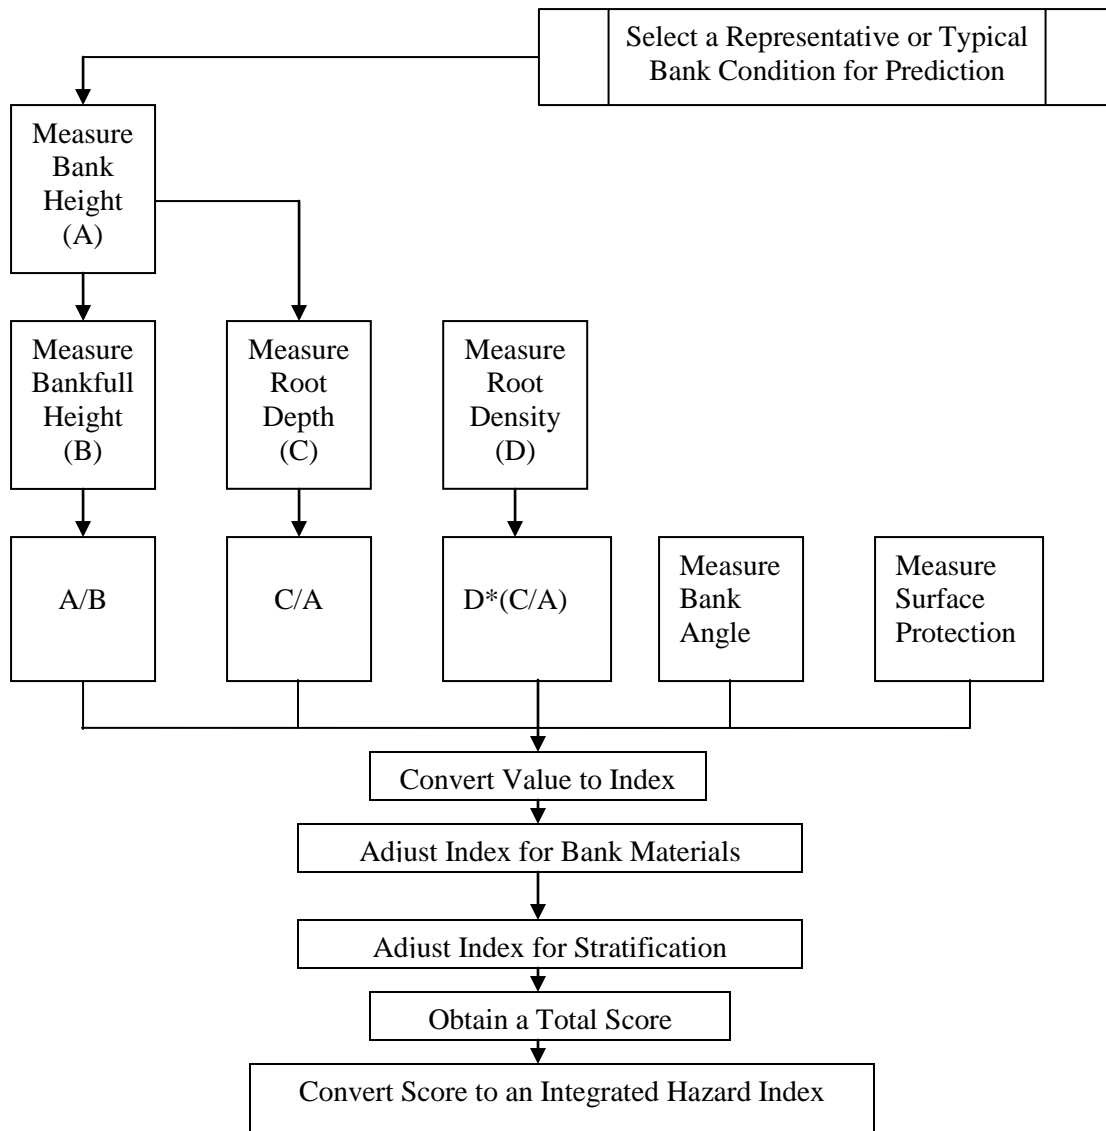 Select a Representative or Typical
Bank Condition for Prediction
Measure
Bank
Height
(A)
Measure
Bankfull
Height
(B)
Measure
Root
Depth
(C)
Measure
Root
Density
(D)
A/B
C/A
D*(C/A)
Measure
Bank
Angle
Measure
Surface
Protection
Convert Value to Index
Adjust Index for Bank Materials
Adjust Index for Stratification
Obtain a Total Score
Convert Score to an Integrated Hazard Index